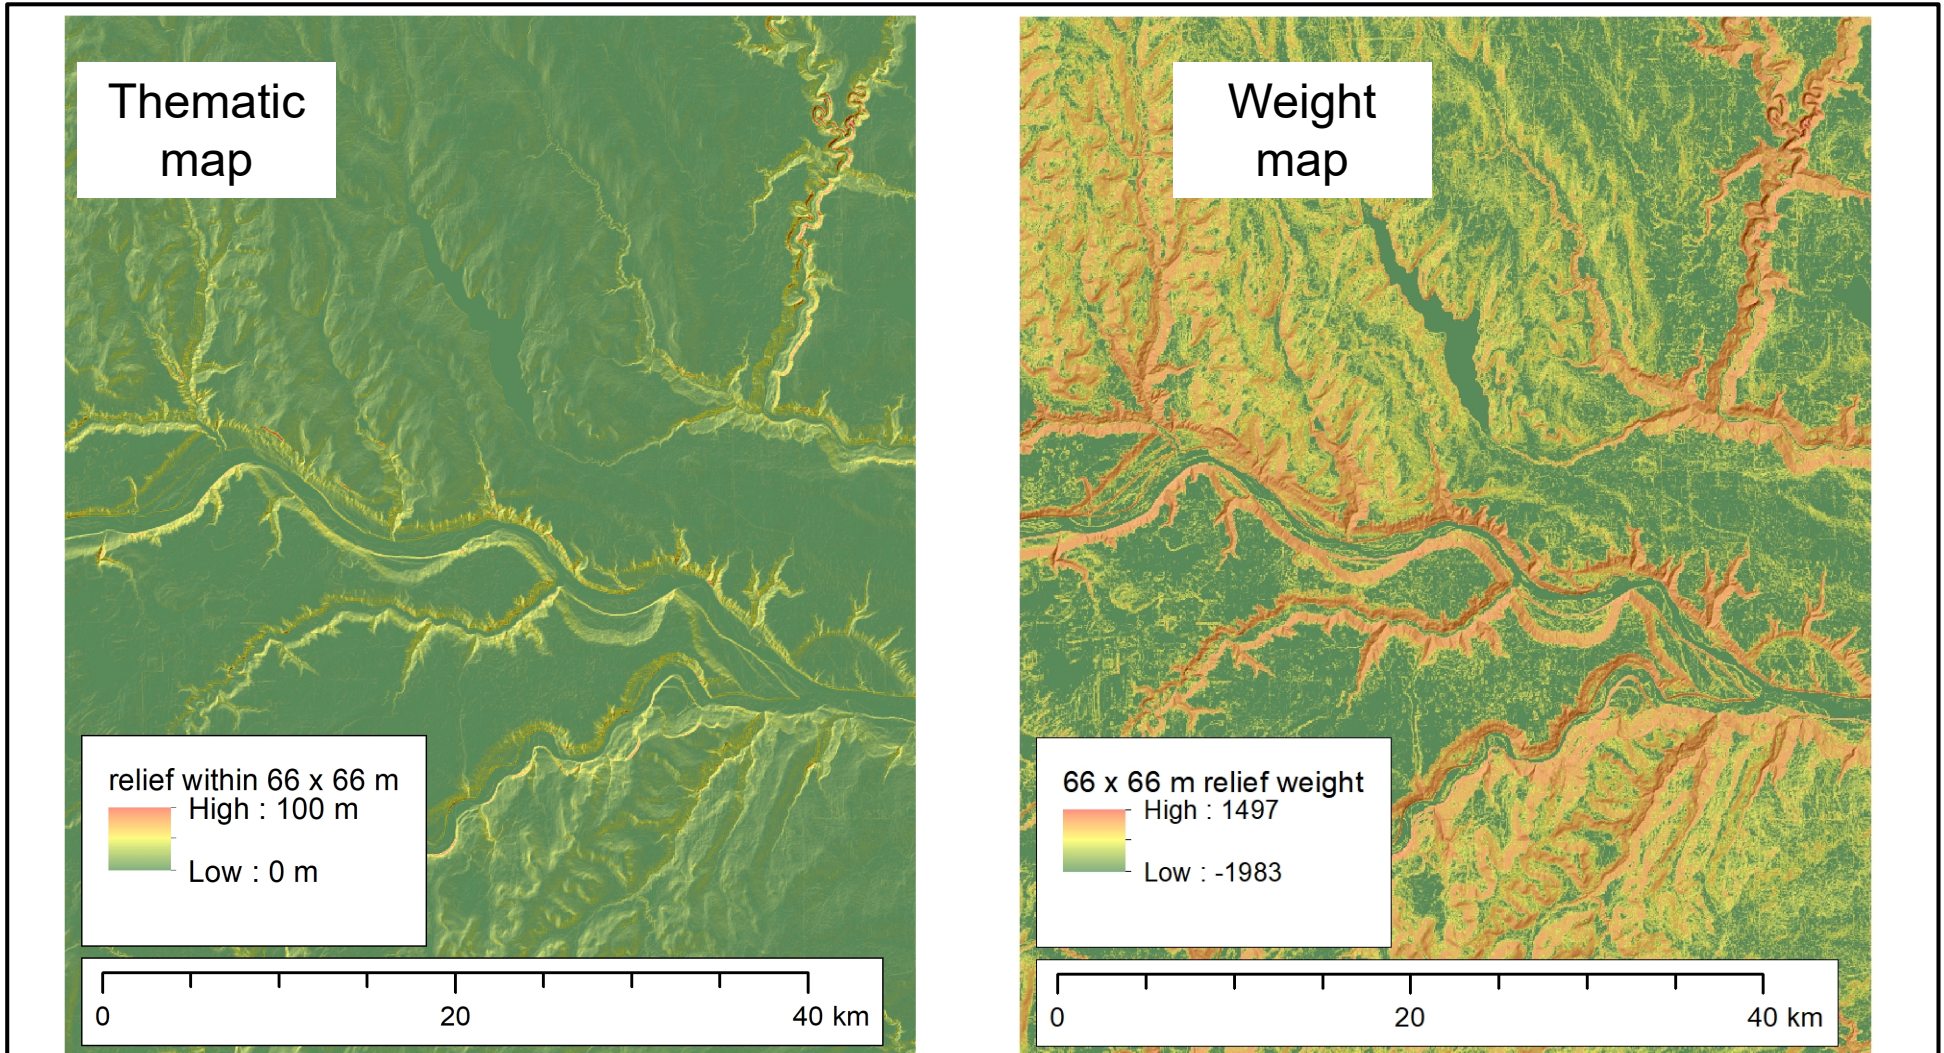 Thematic
map
relief within 66 x 66 m
High : 100 m
Low : 0 m
0 20 40 km
Weight
map
66 x 66 m relief weight
High : 1497
Low : -1983
0 20 40 km